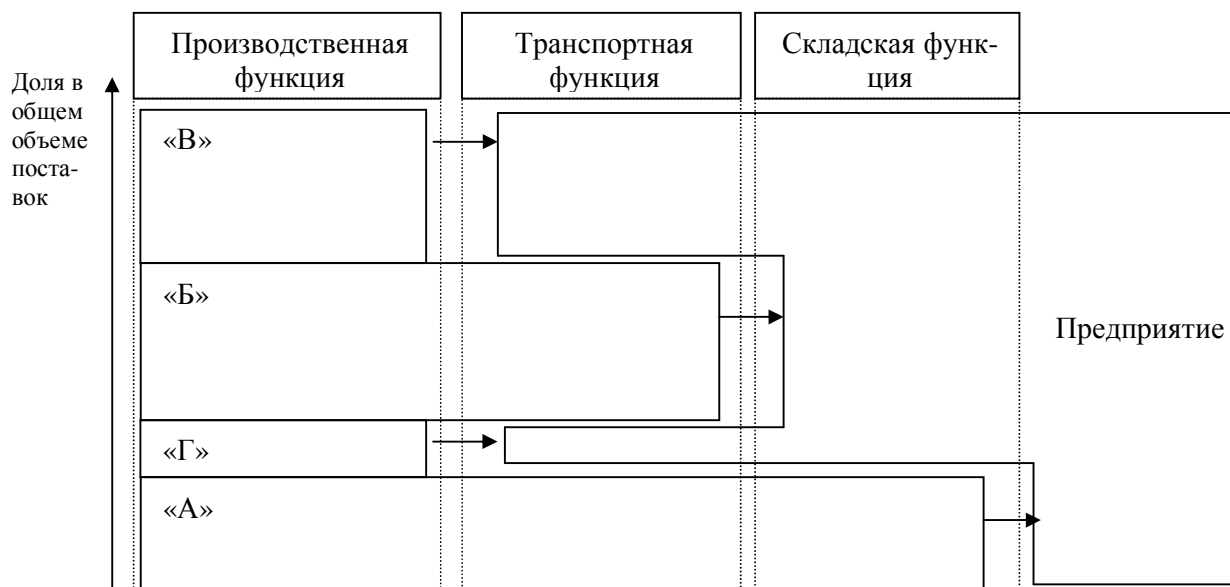 Производственная
функция
Транспортная
функция
Складская функ-
ция
Доля в
общем
объеме
поста-
вок
«В»
«Б»
Предприятие
«Г»
«А»